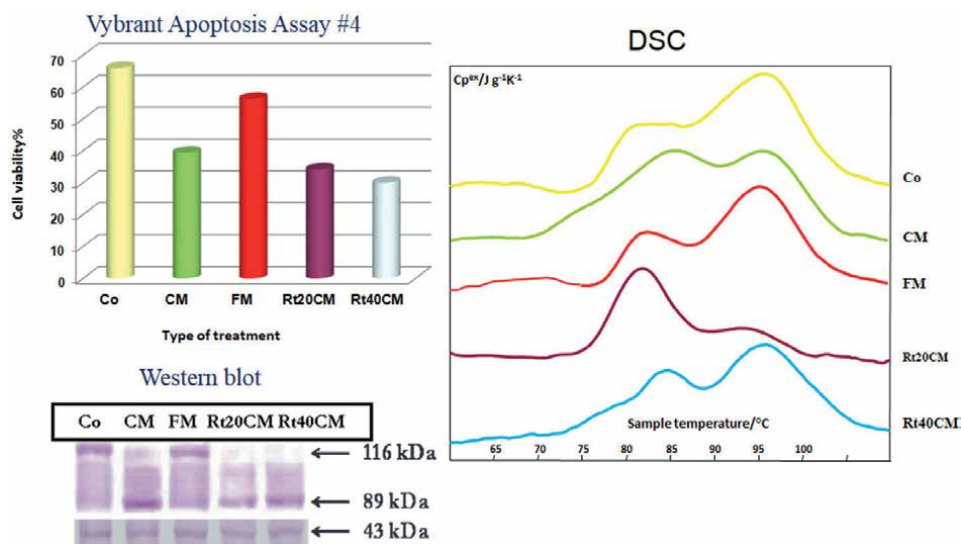 Vybrant Apoptosis Assay #4
70
60
50
40
30
20
10
0
Cell viability%
Co CM FM Rt20CM Rt40CM
Type of treatment
Western blot
Co CM FM Rt20CM Rt40CM
116 kDa
89 kDa
43 kDa
DSC
Cpᵉˣ/J g⁻¹K⁻¹
Co
CM
FM
Rt20CM
Rt40CM
Sample temperature/°C
65 75 80 85 90 95 100